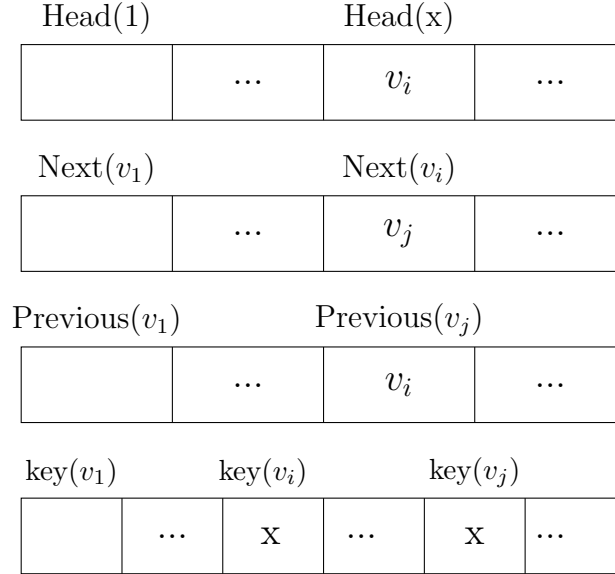 Head(1) Head(x)
... v_i ...
Next(v_1) Next(v_i)
... v_j ...
Previous(v_1) Previous(v_j)
... v_i ...
key(v_1) key(v_i) key(v_j)
... x ... x ...